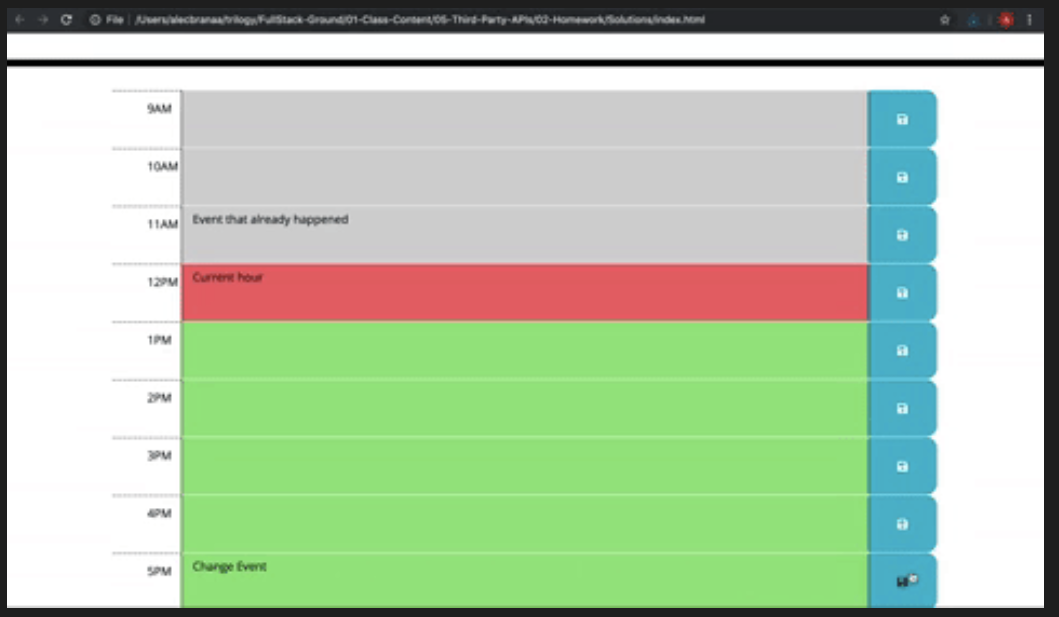 File /Users/alecbranaa/trilogy/FullStack-Ground/01-Class-Content/05-Third-Party-APIs/02-Homework/Solutions/index.html
9AM
10AM
11AM Event that already happened
12PM Current hour
1PM
2PM
3PM
4PM
5PM Change Event